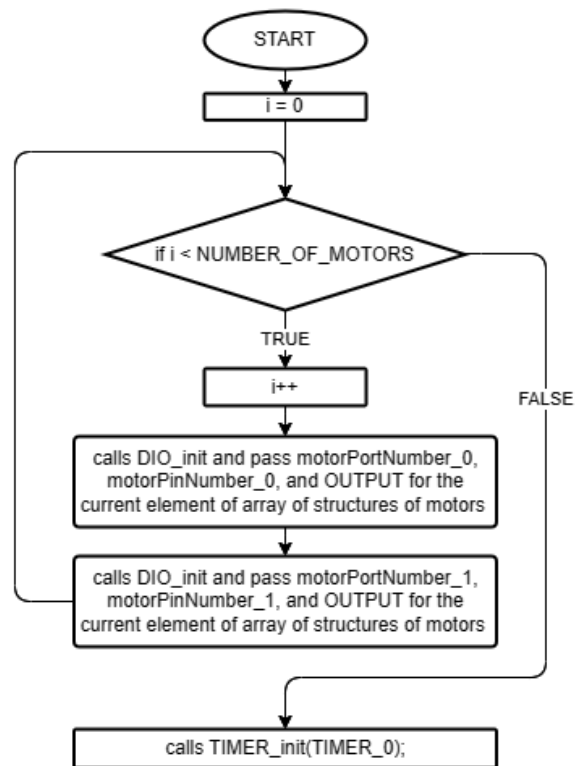 START
i = 0
if i < NUMBER_OF_MOTORS
TRUE
i++
FALSE
calls DIO_init and pass motorPortNumber_0,
motorPinNumber_0, and OUTPUT for the
current element of array of structures of motors
calls DIO_init and pass motorPortNumber_1,
motorPinNumber_1, and OUTPUT for the
current element of array of structures of motors
calls TIMER_init(TIMER_0);